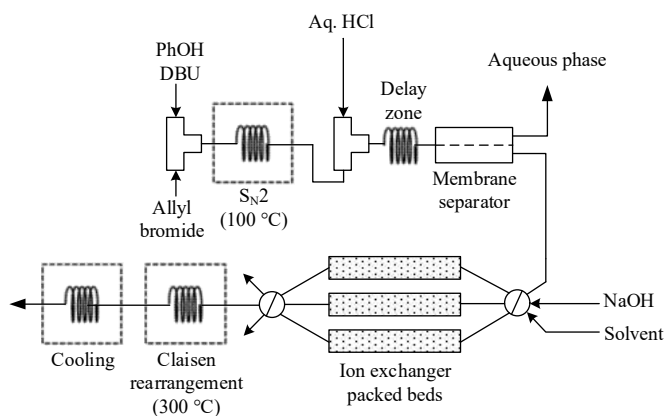 Aq. HCl
PhOH
DBU
Delay
zone
Aqueous phase
Allyl
bromide
S_N2
(100 °C)
Membrane
separator
NaOH
Solvent
Cooling
Claisen
rearrangement
(300 °C)
Ion exchanger
packed beds